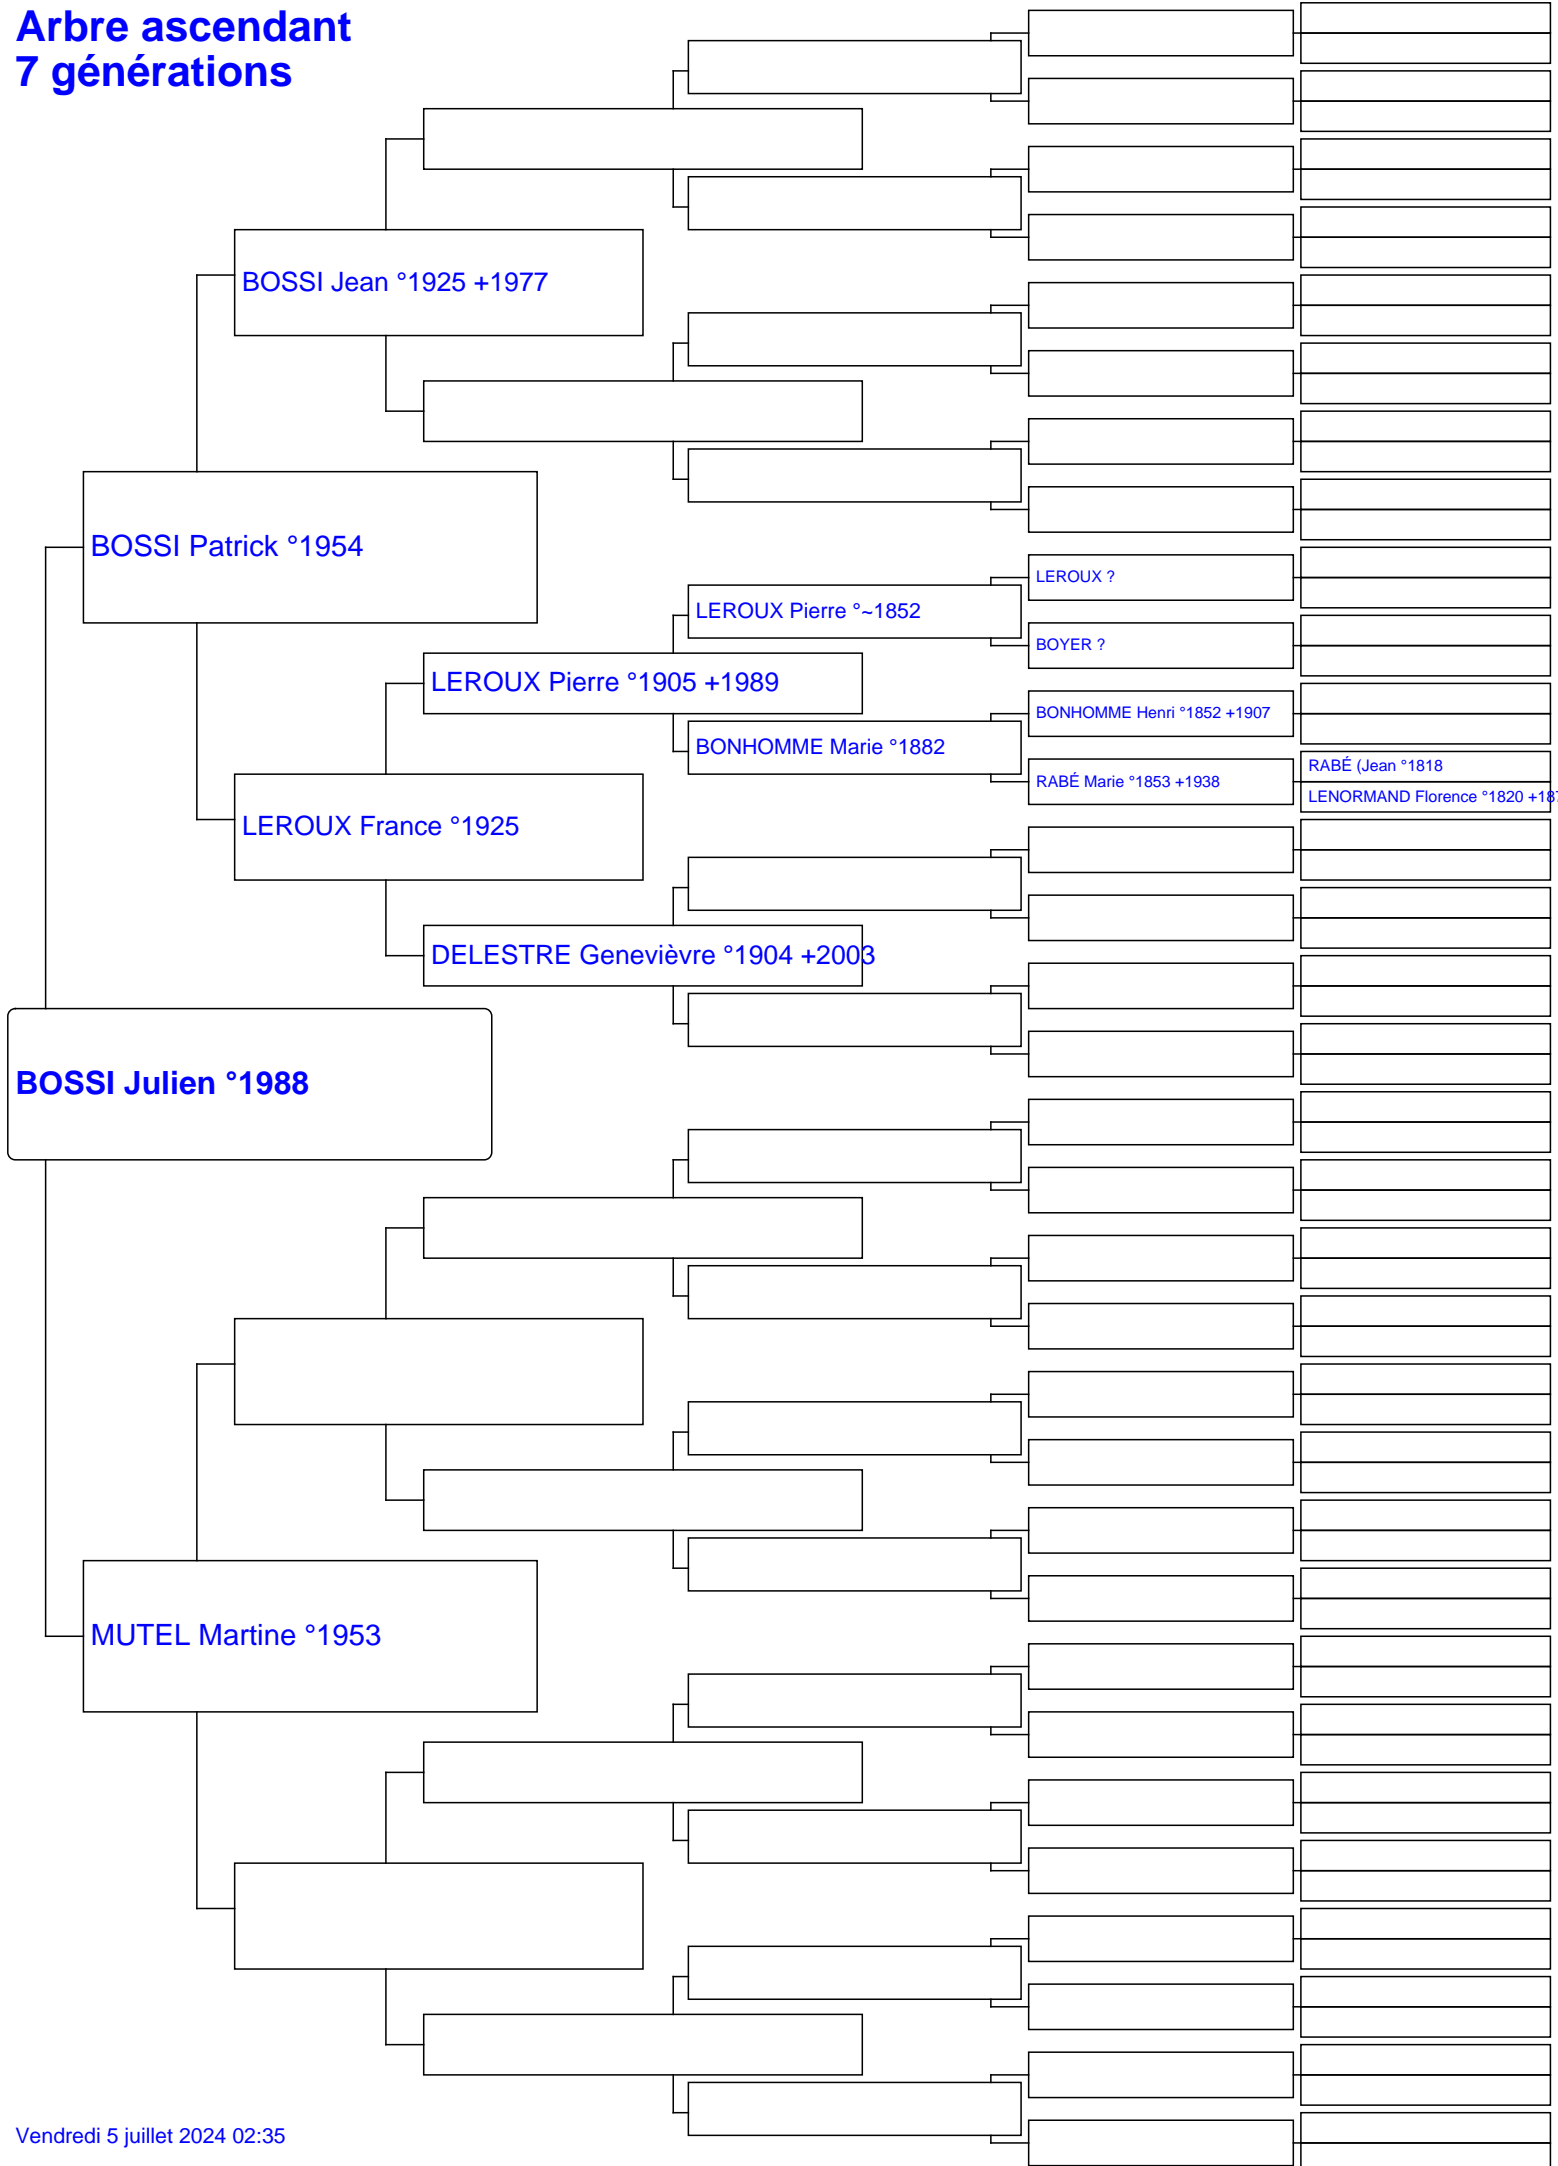 Arbre ascendant
7 générations
BOSSI Jean °1925 +1977
BOSSI Patrick °1954
LEROUX ?
LEROUX Pierre °~1852
BOYER ?
LEROUX Pierre °1905 +1989
BONHOMME Henri °1852 +1907
BONHOMME Marie °1882
RABÉ (Jean °1818
RABÉ Marie °1853 +1938
LENORMAND Florence °1820
LEROUX France °1925
DELESTRE Genevièvre °1904 +2003
BOSSI Julien °1988
MUTEL Martine °1953
Vendredi 5 juillet 2024 02:35